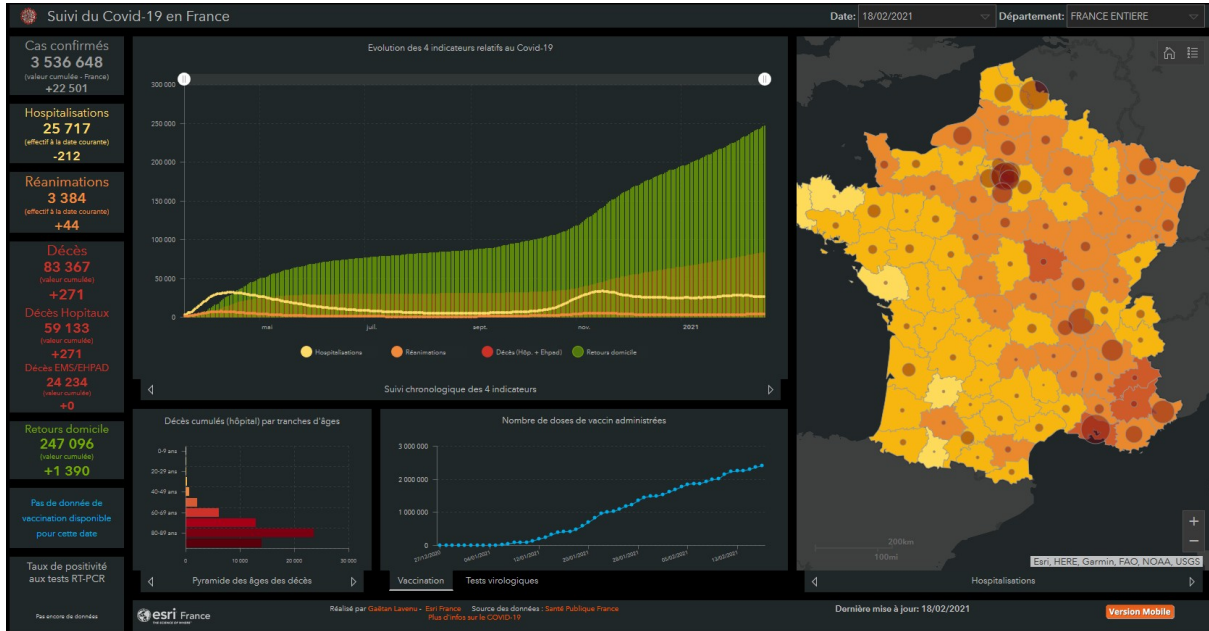 Suivi du Covid-19 en France
Date: 18/02/2021
Département: FRANCE ENTIERE
Cas confirmés
3 536 648
(valeur cumulée - France)
+22 501
Hospitalisations
25 717
(effectif à la date courante)
-212
Réanimations
3 384
(effectif à la date courante)
+44
Décès
83 367
(valeur cumulée)
+271
Décès Hopitaux
59 133
(valeur cumulée)
+271
Décès EMS/EHPAD
24 234
(valeur cumulée)
+0
Retours domicile
247 096
(valeur cumulée)
+1 390
Pas de donnée de
vaccination disponible
pour cette date
Taux de positivité
aux tests RT-PCR
Pas encore de données
Evolution des 4 indicateurs relatifs au Covid-19
300 000
250 000
200 000
150 000
100 000
50 000
0
mai juil. sept. nov. 2021
Hospitalisations Réanimations Décès (Hôp. + Ehpad) Retours domicile
Suivi chronologique des 4 indicateurs
Décès cumulés (hôpital) par tranches d'âges
0-9 ans
20-29 ans
40-49 ans
60-69 ans
80-89 ans
0 10 000 20 000 30 000
Pyramide des âges des décès
Nombre de doses de vaccin administrées
3 000 000
2 000 000
1 000 000
0
27/12/2020
Vaccination Tests virologiques
200km
100mi
Esri, HERE, Garmin, FAO, NOAA, USGS
Hospitalisations
esri France
THE SCIENCE OF WHERE
Réalisé par Gaëtan Lavenu - Esri France Source des données : Santé Publique France
Plus d'infos sur le COVID-19
Dernière mise à jour: 18/02/2021
Version Mobile